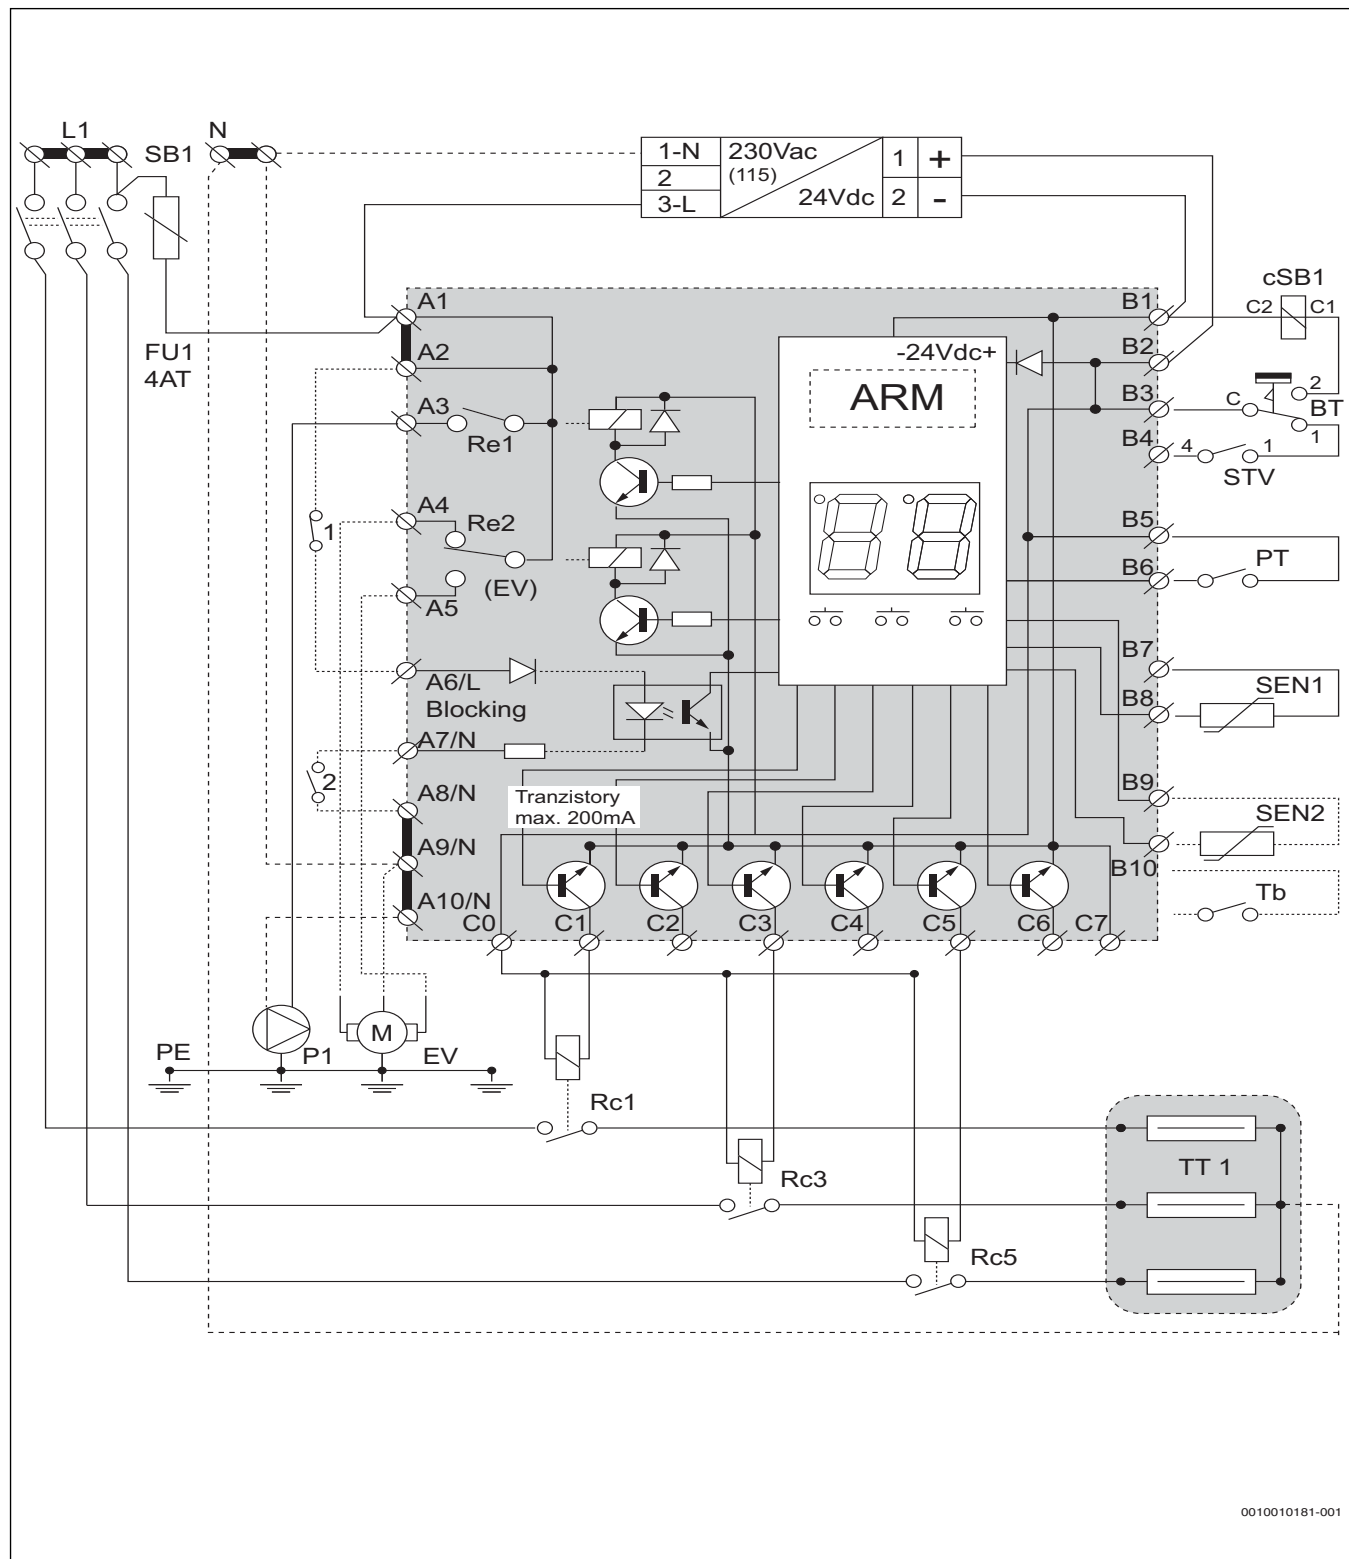 L1
SB1
N
1-N
2
3-L
230Vac
(115)
24Vdc
1 +
2 -
FU1
4AT
A1
A2
A3
Re1
A4
Re2
(EV)
A5
A6/L
Blocking
A7/N
A8/N
A9/N
A10/N
1
2
-24Vdc+
ARM
B1
B2
B3
B4
B5
B6
B7
B8
B9
B10
cSB1
C2 C1
2
C
BT
1
4 1
STV
PT
SEN1
SEN2
Tb
Tranzistory
max. 200mA
C0 C1 C2 C3 C4 C5 C6 C7
M
PE
P1
EV
Rc1
Rc3
Rc5
TT 1
0010010181-001